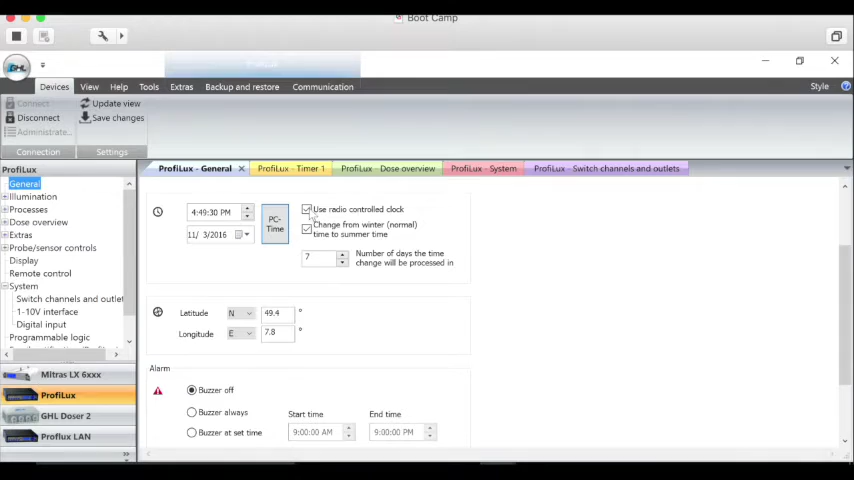 Boot Camp
ProfiLux
GHL
Devices View Help Tools Extras Backup and restore Communication Style
Connect
Update view
Disconnect
Save changes
Administrate...
Connection Settings
ProfiLux
ProfiLux - General
ProfiLux - Timer 1
ProfiLux - Dose overview
ProfiLux - System
ProfiLux - Switch channels and outlets
General
Illumination
Processes
Dose overview
Extras
Probe/sensor controls
Display
Remote control
System
Switch channels and outlet
1-10V interface
Digital input
Programmable logic
Mitras LX 6xxx
ProfiLux
GHL Doser 2
Proflux LAN
4:49:30 PM
11/ 3/2016
PC-
Time
Use radio controlled clock
Change from winter (normal)
time to summer time
7
Number of days the time
change will be processed in
Latitude N 49.4 °
Longitude E 7.8 °
Alarm
Buzzer off
Buzzer always
Start time End time
Buzzer at set time 9:00:00 AM 9:00:00 PM